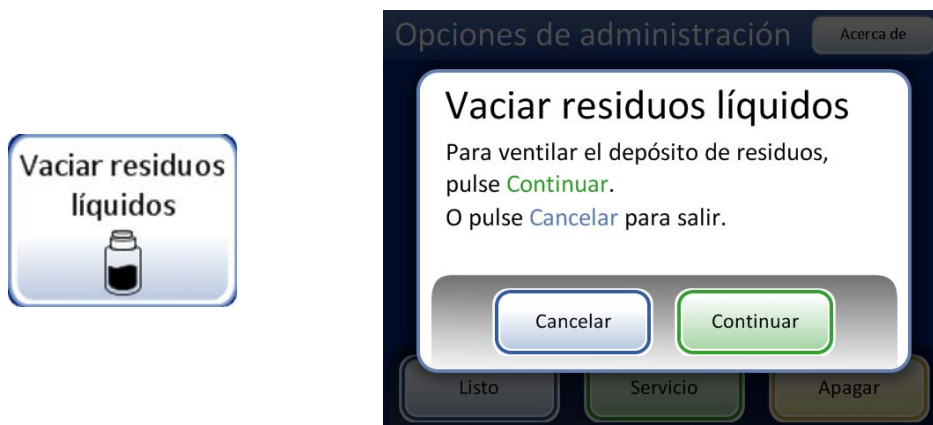 Vaciar residuos
líquidos
Opciones de administración
Acerca de
Vaciar residuos líquidos
Para ventilar el depósito de residuos,
pulse Continuar.
O pulse Cancelar para salir.
Cancelar
Continuar
Listo
Servicio
Apagar